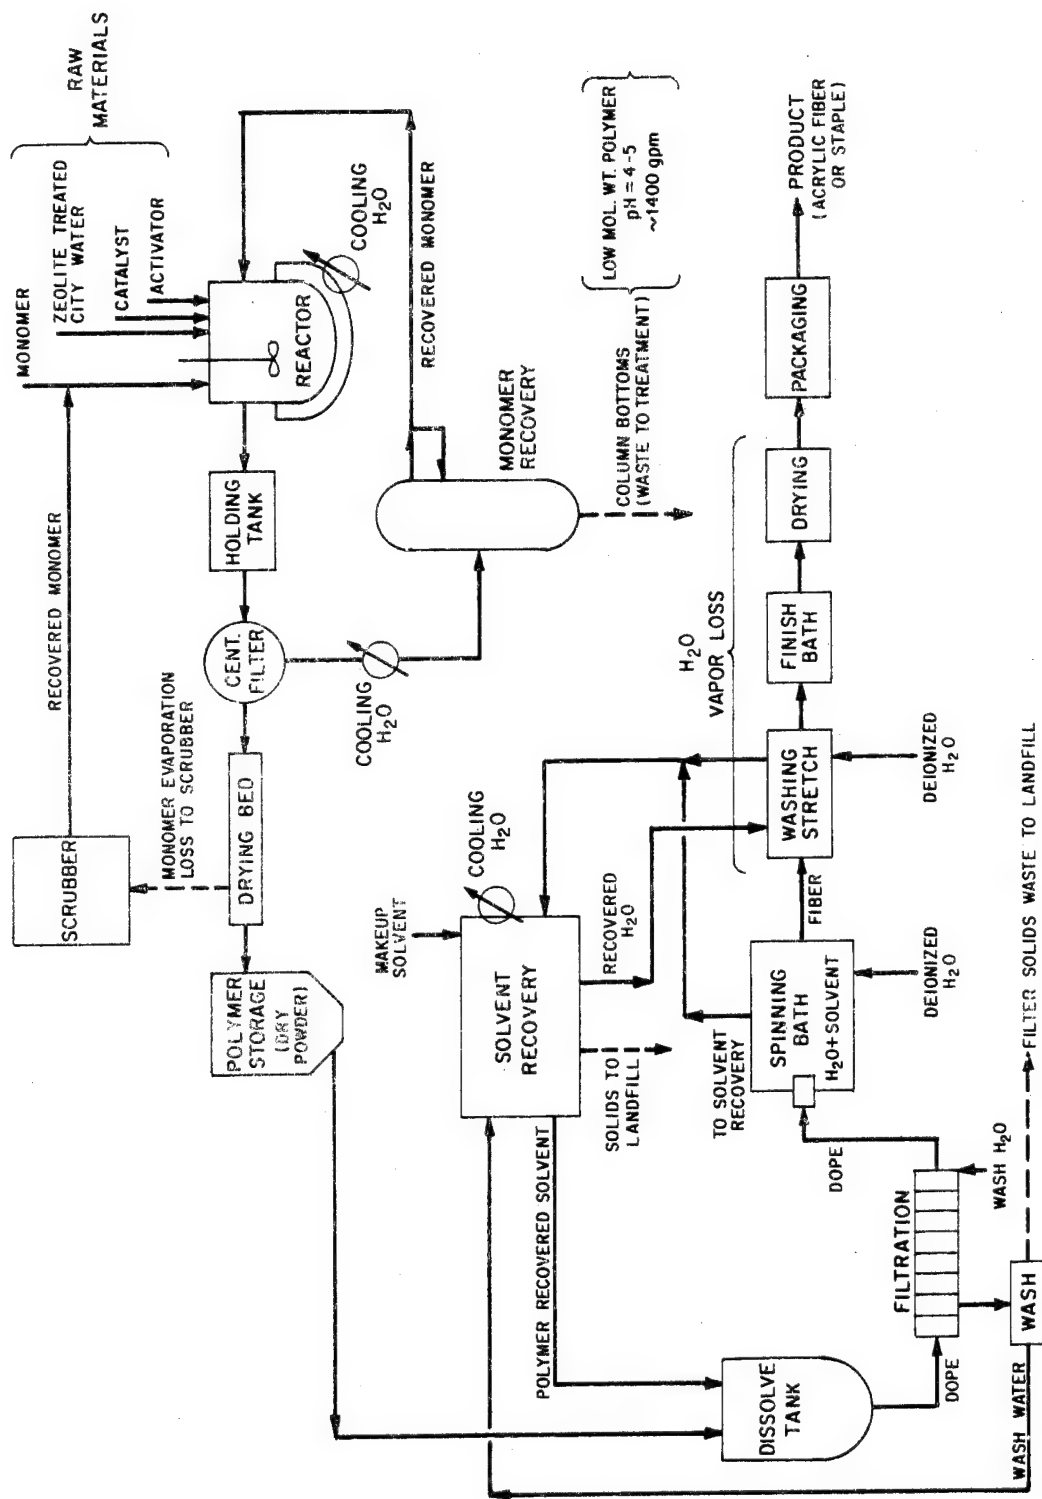 RAW
MATERIALS
MONOMER
ZEOLITE TREATED
CITY WATER
CATALYST
ACTIVATOR
RECOVERED MONOMER
REACTOR
COOLING
H₂O
RECOVERED MONOMER
HOLDING
TANK
CENT.
FILTER
COOLING
H₂O
MONOMER
RECOVERY
COLUMN BOTTOMS
(WASTE TO TREATMENT)
LOW MOL. WT. POLYMER
pH = 4-5
~1400 gpm
SCRUBBER
MONOMER EVAPORATION
LOSS TO SCRUBBER
DRYING BED
POLYMER
STORAGE
(DRY
POWDER)
MAKEUP
SOLVENT
COOLING
H₂O
SOLVENT
RECOVERY
RECOVERED
H₂O
SOLIDS TO
LANDFILL
POLYMER RECOVERED SOLVENT
DISSOLVE
TANK
DOPE
FILTRATION
WASH H₂O
WASH
WASH WATER
FILTER SOLIDS WASTE TO LANDFILL
DOPE
TO SOLVENT
RECOVERY
SPINNING
BATH
H₂O+SOLVENT
DEIONIZED
H₂O
FIBER
WASHING
STRETCH
DEIONIZED
H₂O
H₂O
VAPOR LOSS
FINISH
BATH
DRYING
PACKAGING
PRODUCT
(ACRYLIC FIBER
OR STAPLE)